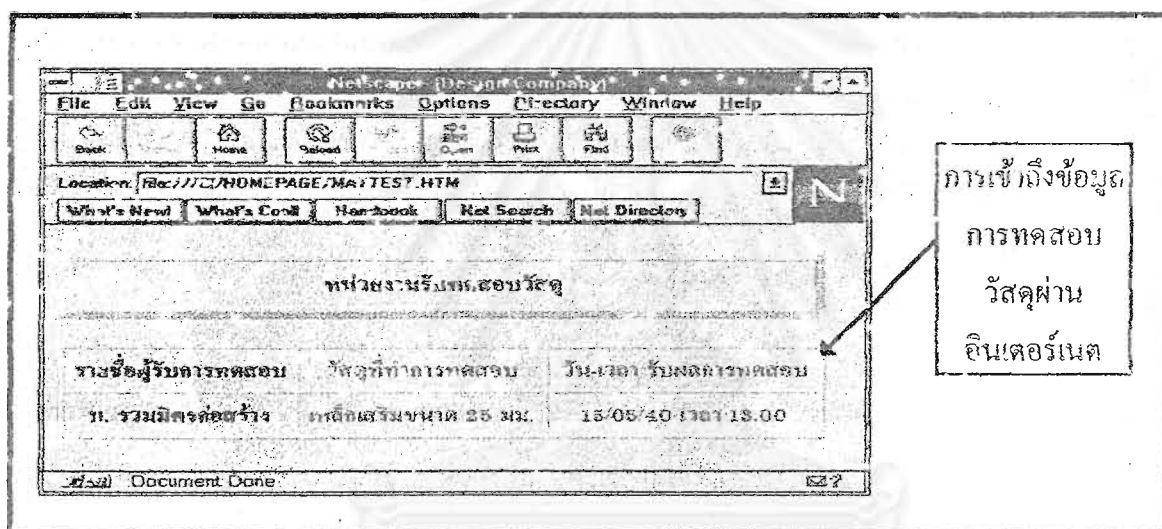 Netscape - [Design Company]
File Edit View Go Bookmarks Options Directory Window Help
Back Home Reload Open Print Find
Location: file:///C|/HOMEPAGE/MATTEST.HTM
What's New! What's Cool! Handbook Net Search Net Directory
หน่วยงานรับทดสอบวัสดุ
รายชื่อผู้รับการทดสอบ วัสดุที่ทำการทดสอบ วัน-เวลา รับผลการทดสอบ
บ. รวมมิตรก่อสร้าง เหล็กเสริมขนาด 25 มม. 15/05/40 เวลา 13.00
Document: Done
การเข้าถึงข้อมูล
การทดสอบ
วัสดุผ่าน
อินเตอร์เนต